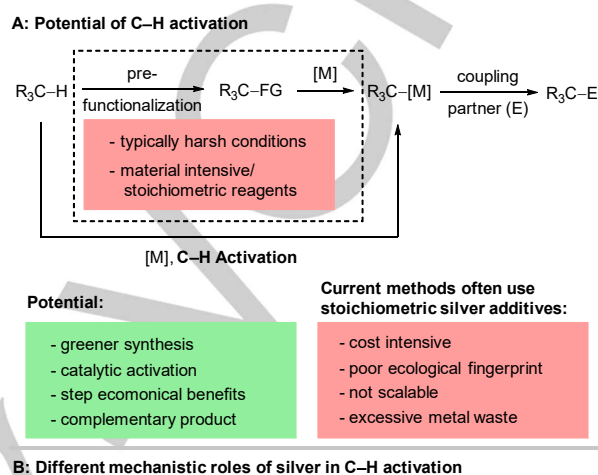 A: Potential of C–H activation
R₃C–H
pre-
functionalization
R₃C–FG
[M]
R₃C–[M]
coupling
partner (E)
R₃C–E
- typically harsh conditions
- material intensive/
stoichiometric reagents
[M], C–H Activation
Potential:
- greener synthesis
- catalytic activation
- step ecomonical benefits
- complementary product
Current methods often use
stoichiometric silver additives:
- cost intensive
- poor ecological fingerprint
- not scalable
- excessive metal waste
B: Different mechanistic roles of silver in C–H activation